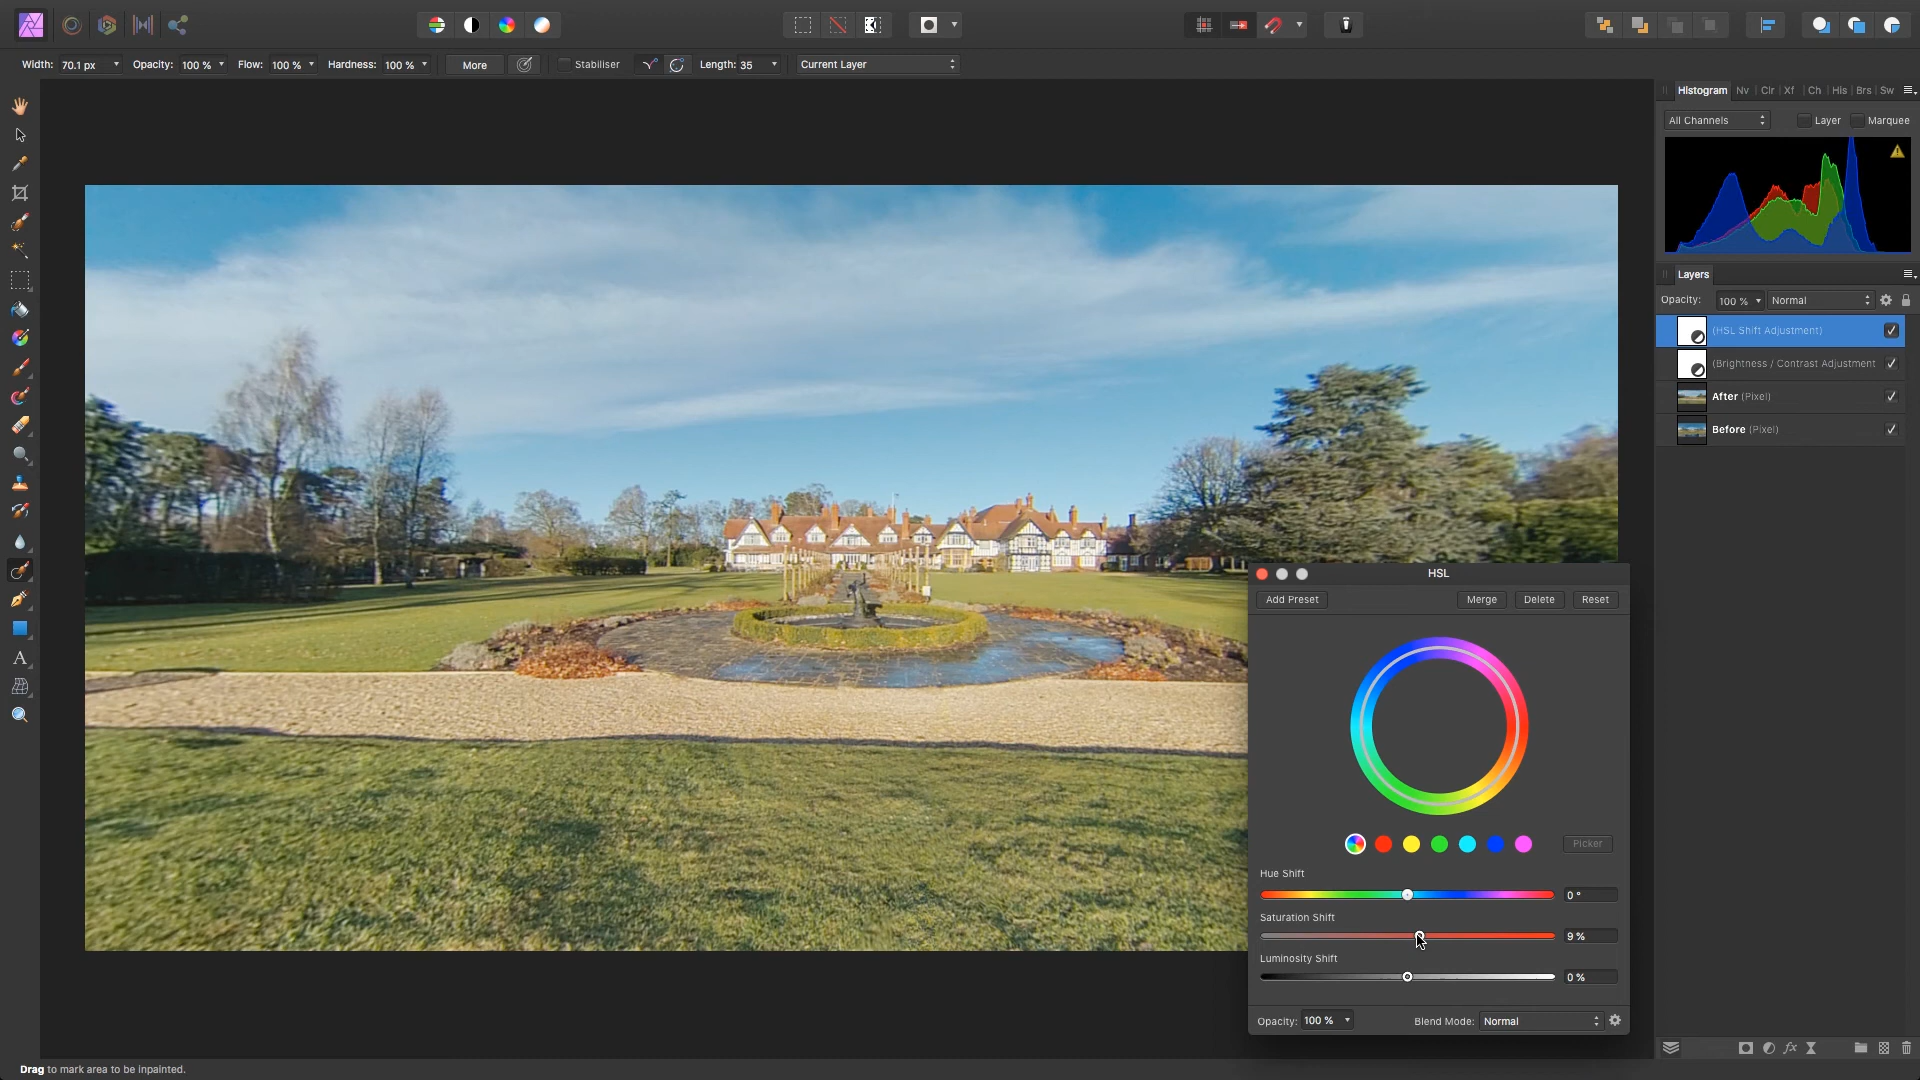 Width: 70.1 px Opacity: 100 % Flow: 100 % Hardness: 100 % More Stabiliser Length: 35 Current Layer
Histogram Nv Clr Xf Ch His Brs Sw
All Channels Layer Marquee
Layers
Opacity: 100 % Normal
(HSL Shift Adjustment)
(Brightness / Contrast Adjustment
After (Pixel)
Before (Pixel)
HSL
Add Preset Merge Delete Reset
Picker
Hue Shift
0 °
Saturation Shift
9 %
Luminosity Shift
0 %
Opacity: 100 % Blend Mode: Normal
A
fx
Drag to mark area to be inpainted.